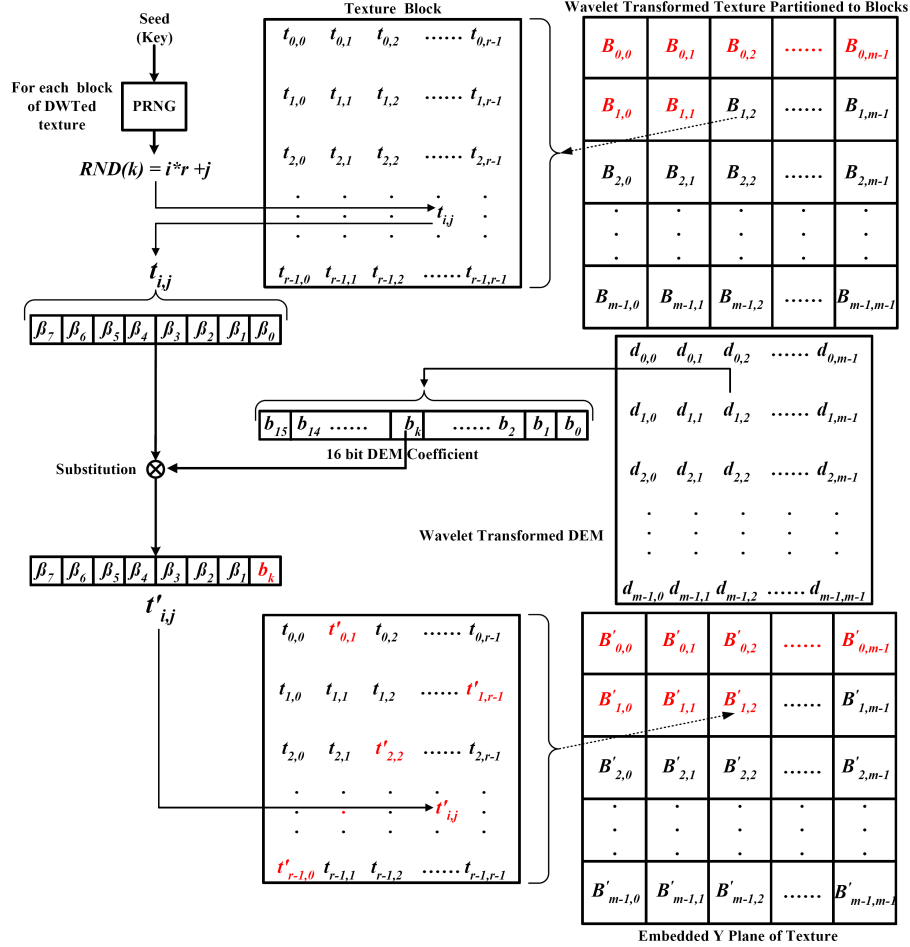 Seed
(Key)
For each block
of DWTed
texture
PRNG
RND(k) = i*r +j
Texture Block
t0,0 t0,1 t0,2 ...... t0,r-1
t1,0 t1,1 t1,2 ...... t1,r-1
t2,0 t2,1 t2,2 ...... t2,r-1
ti,j
tr-1,0 tr-1,1 tr-1,2 ...... tr-1,r-1
Wavelet Transformed Texture Partitioned to Blocks
B0,0 B0,1 B0,2 ...... B0,m-1
B1,0 B1,1 B1,2 ...... B1,m-1
B2,0 B2,1 B2,2 ...... B2,m-1
Bm-1,0 Bm-1,1 Bm-1,2 ...... Bm-1,m-1
ti,j
β7 β6 β5 β4 β3 β2 β1 β0
d0,0 d0,1 d0,2 ...... d0,m-1
d1,0 d1,1 d1,2 ...... d1,m-1
d2,0 d2,1 d2,2 ...... d2,m-1
dm-1,0 dm-1,1 dm-1,2 ...... dm-1,m-1
Wavelet Transformed DEM
b15 b14 ...... bk ...... b2 b1 b0
16 bit DEM Coefficient
Substitution
β7 β6 β5 β4 β3 β2 β1 bk
t'i,j
t0,0 t'0,1 t0,2 ...... t0,r-1
t1,0 t1,1 t1,2 ...... t'1,r-1
t2,0 t2,1 t'2,2 ...... t2,r-1
t'i,j
t'r-1,0 tr-1,1 tr-1,2 ...... tr-1,r-1
B'0,0 B'0,1 B'0,2 ...... B'0,m-1
B'1,0 B'1,1 B'1,2 ...... B'1,m-1
B'2,0 B'2,1 B'2,2 ...... B'2,m-1
B'm-1,0 B'm-1,1 B'm-1,2 ...... B'm-1,m-1
Embedded Y Plane of Texture